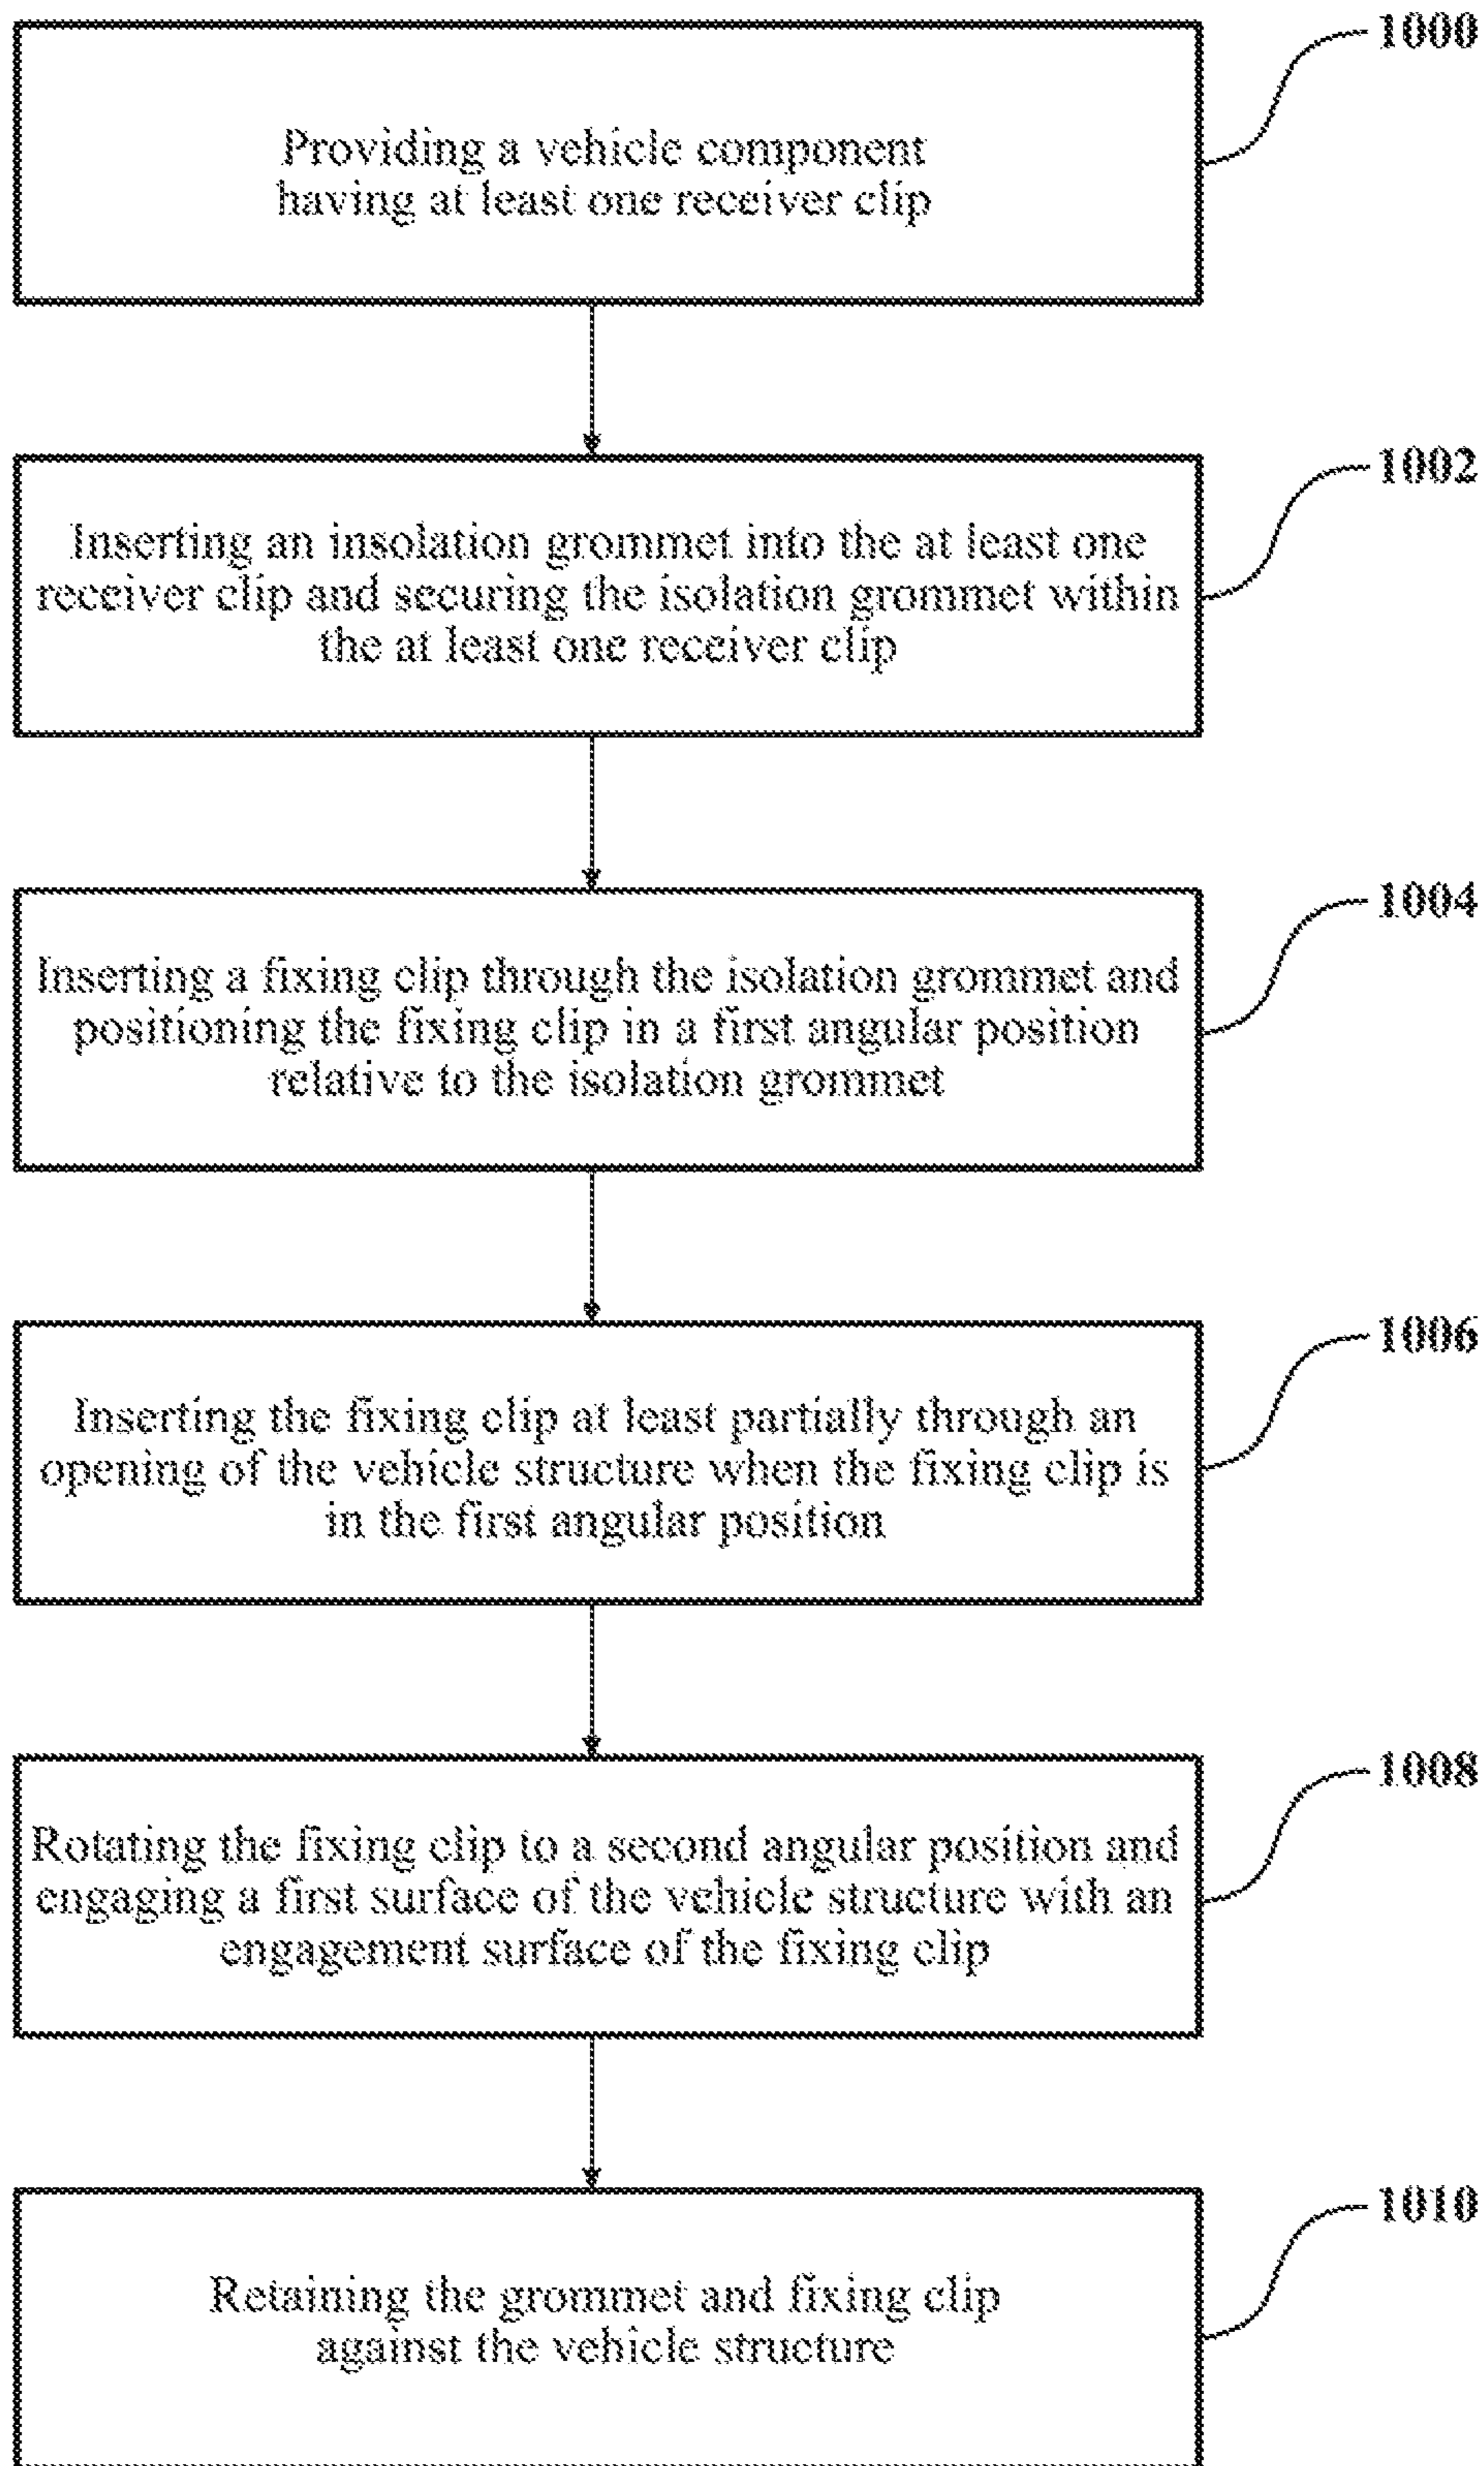 1000
Providing a vehicle component
having at least one receiver clip
1002
Inserting an insolation grommet into the at least one
receiver clip and securing the isolation grommet within
the at least one receiver clip
1004
Inserting a fixing clip through the isolation grommet and
positioning the fixing clip in a first angular position
relative to the isolation grommet
1006
Inserting the fixing clip at least partially through an
opening of the vehicle structure when the fixing clip is
in the first angular position
1008
Rotating the fixing clip to a second angular position and
engaging a first surface of the vehicle structure with an
engagement surface of the fixing clip
1010
Retaining the grommet and fixing clip
against the vehicle structure